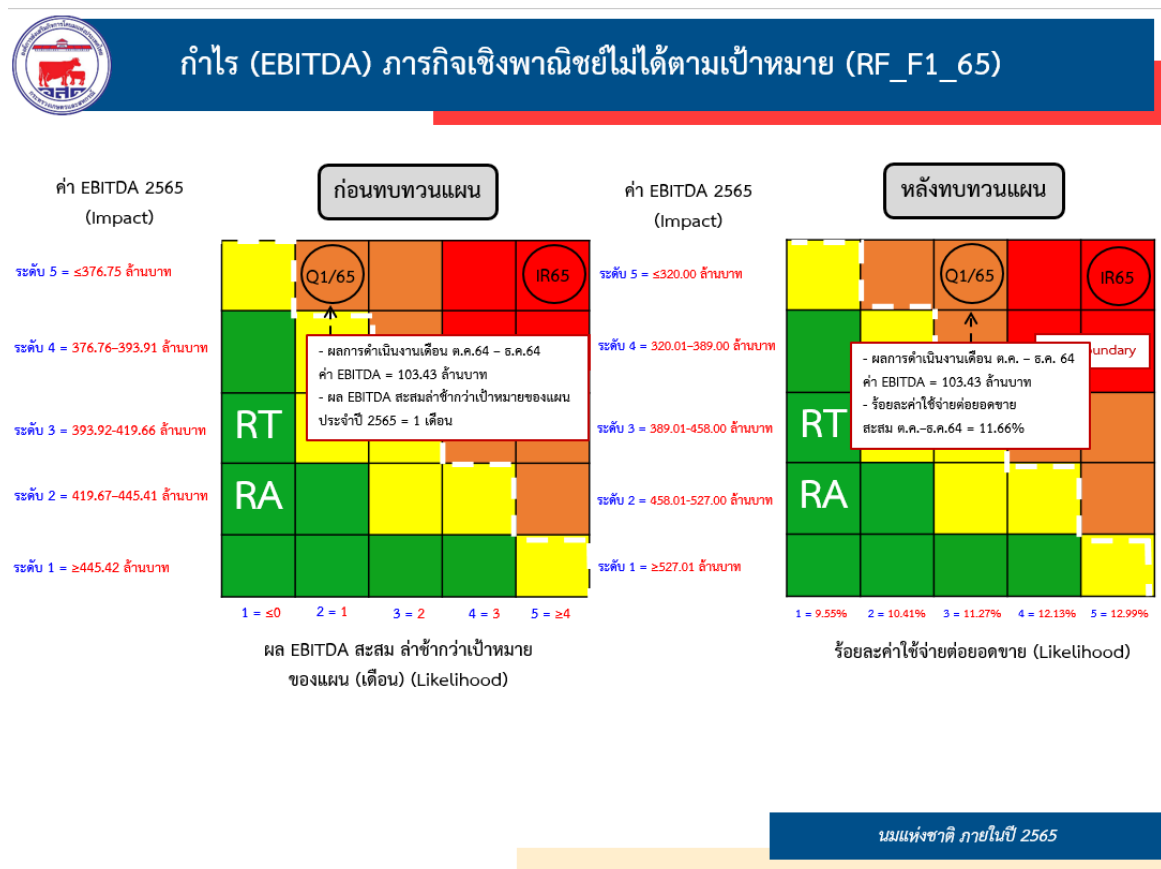 กำไร (EBITDA) ภารกิจเชิงพาณิชย์ไม่ได้ตามเป้าหมาย (RF_F1_65)
อสค
ค่า EBITDA 2565
(Impact)
ก่อนทบทวนแผน
ระดับ 5 = ≤376.75 ล้านบาท
ระดับ 4 = 376.76–393.91 ล้านบาท
ระดับ 3 = 393.92-419.66 ล้านบาท
ระดับ 2 = 419.67–445.41 ล้านบาท
ระดับ 1 = ≥445.42 ล้านบาท
Q1/65
IR65
- ผลการดำเนินงานเดือน ต.ค.64 – ธ.ค.64
ค่า EBITDA = 103.43 ล้านบาท
- ผล EBITDA สะสมล่าช้ากว่าเป้าหมายของแผน
ประจำปี 2565 = 1 เดือน
RT
RA
1 = ≤0 2 = 1 3 = 2 4 = 3 5 = ≥4
ผล EBITDA สะสม ล่าช้ากว่าเป้าหมาย
ของแผน (เดือน) (Likelihood)
ค่า EBITDA 2565
(Impact)
หลังทบทวนแผน
ระดับ 5 = ≤320.00 ล้านบาท
ระดับ 4 = 320.01–389.00 ล้านบาท
ระดับ 3 = 389.01-458.00 ล้านบาท
ระดับ 2 = 458.01-527.00 ล้านบาท
ระดับ 1 = ≥527.01 ล้านบาท
Q1/65
IR65
- ผลการดำเนินงานเดือน ต.ค. – ธ.ค. 64
ค่า EBITDA = 103.43 ล้านบาท
- ร้อยละค่าใช้จ่ายต่อยอดขาย
สะสม ต.ค.–ธ.ค.64 = 11.66%
RT
RA
1 = 9.55% 2 = 10.41% 3 = 11.27% 4 = 12.13% 5 = 12.99%
ร้อยละค่าใช้จ่ายต่อยอดขาย (Likelihood)
นมแห่งชาติ ภายในปี 2565